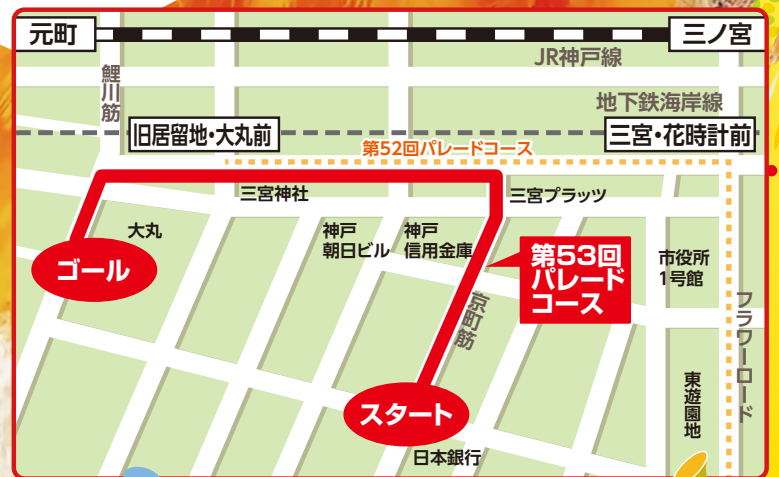 元町
三ノ宮
JR神戸線
鯉川筋
地下鉄海岸線
旧居留地・大丸前
三宮・花時計前
第52回パレードコース
三宮神社
三宮プラッツ
大丸
神戸
朝日ビル
神戸
信用金庫
第53回
パレード
コース
市役所
1号館
ゴール
京町筋
フラワーロード
スタート
東遊園地
日本銀行